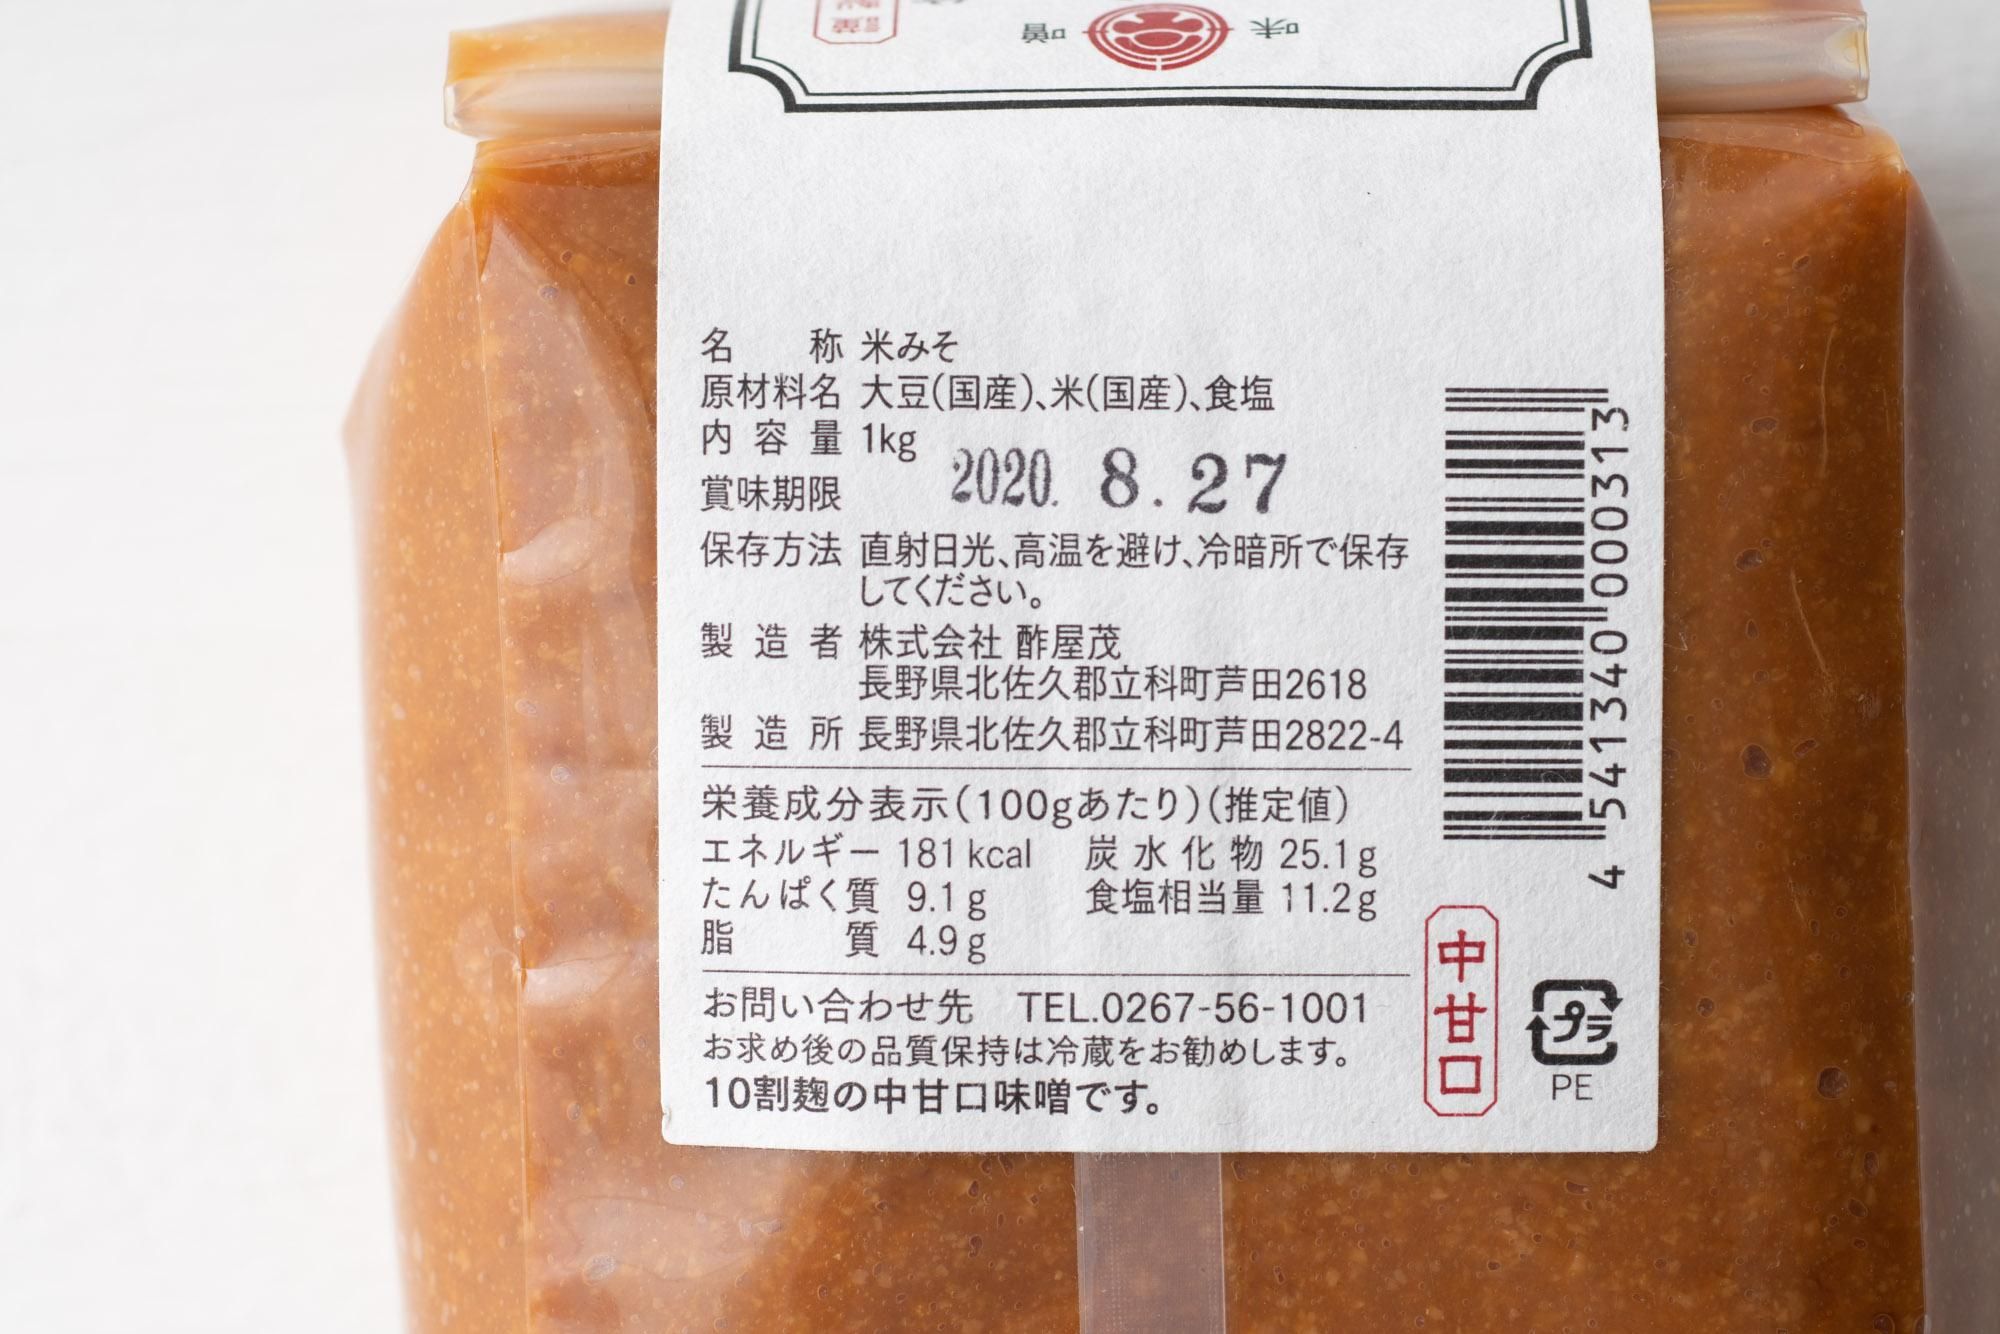 味
噌
名称 米みそ
原材料名 大豆(国産)、米(国産)、食塩
内容量 1kg
賞味期限 2020. 8.27
保存方法 直射日光、高温を避け、冷暗所で保存
してください。
製造者 株式会社 酢屋茂
長野県北佐久郡立科町芦田2618
製造所 長野県北佐久郡立科町芦田2822-4
栄養成分表示(100gあたり)(推定値)
エネルギー 181kcal 炭水化物 25.1g
たんぱく質 9.1g 食塩相当量 11.2g
脂質 4.9g
お問い合わせ先 TEL.0267-56-1001
お求め後の品質保持は冷蔵をお勧めします。
10割麹の中甘口味噌です。
4 541340 000313
中甘口
プラ
PE